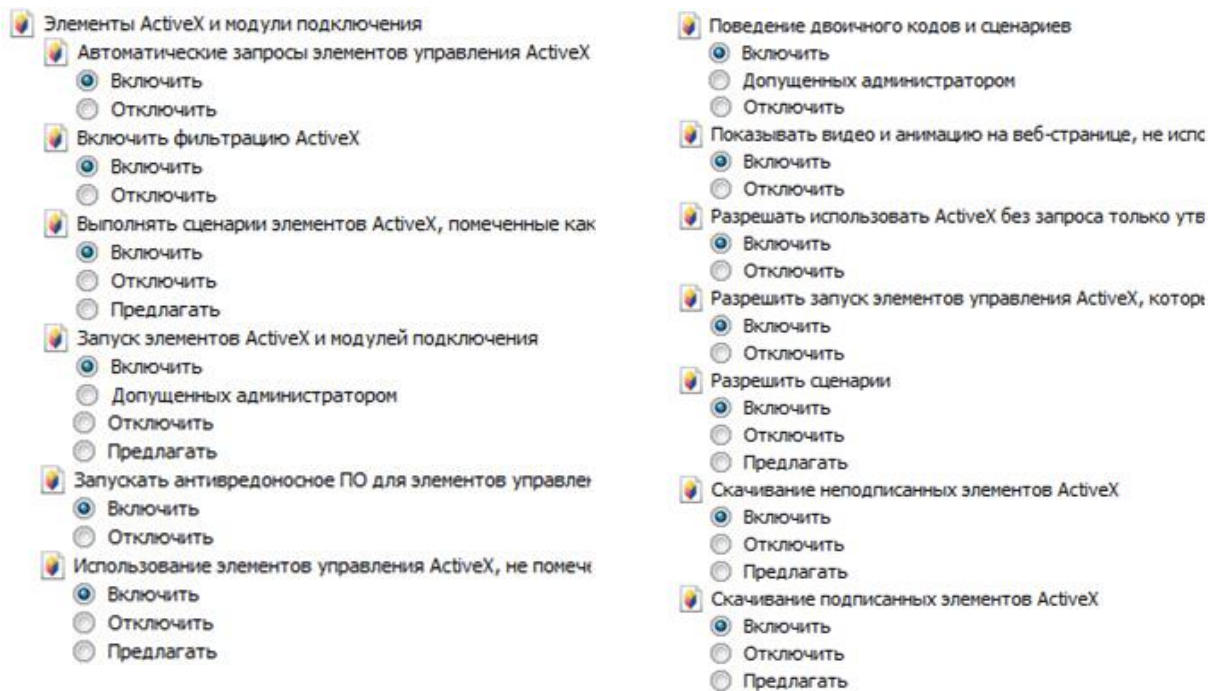 Элементы ActiveX и модули подключения
Автоматические запросы элементов управления ActiveX
Включить
Отключить
Включить фильтрацию ActiveX
Включить
Отключить
Выполнять сценарии элементов ActiveX, помеченные как
Включить
Отключить
Предлагать
Запуск элементов ActiveX и модулей подключения
Включить
Допущенных администратором
Отключить
Предлагать
Запускать антивредоносное ПО для элементов управлен
Включить
Отключить
Использование элементов управления ActiveX, не помече
Включить
Отключить
Предлагать
Поведение двоичного кодов и сценариев
Включить
Допущенных администратором
Отключить
Показывать видео и анимацию на веб-странице, не испо
Включить
Отключить
Разрешать использовать ActiveX без запроса только утв
Включить
Отключить
Разрешить запуск элементов управления ActiveX, которы
Включить
Отключить
Разрешить сценарии
Включить
Отключить
Предлагать
Скачивание неподписанных элементов ActiveX
Включить
Отключить
Предлагать
Скачивание подписанных элементов ActiveX
Включить
Отключить
Предлагать